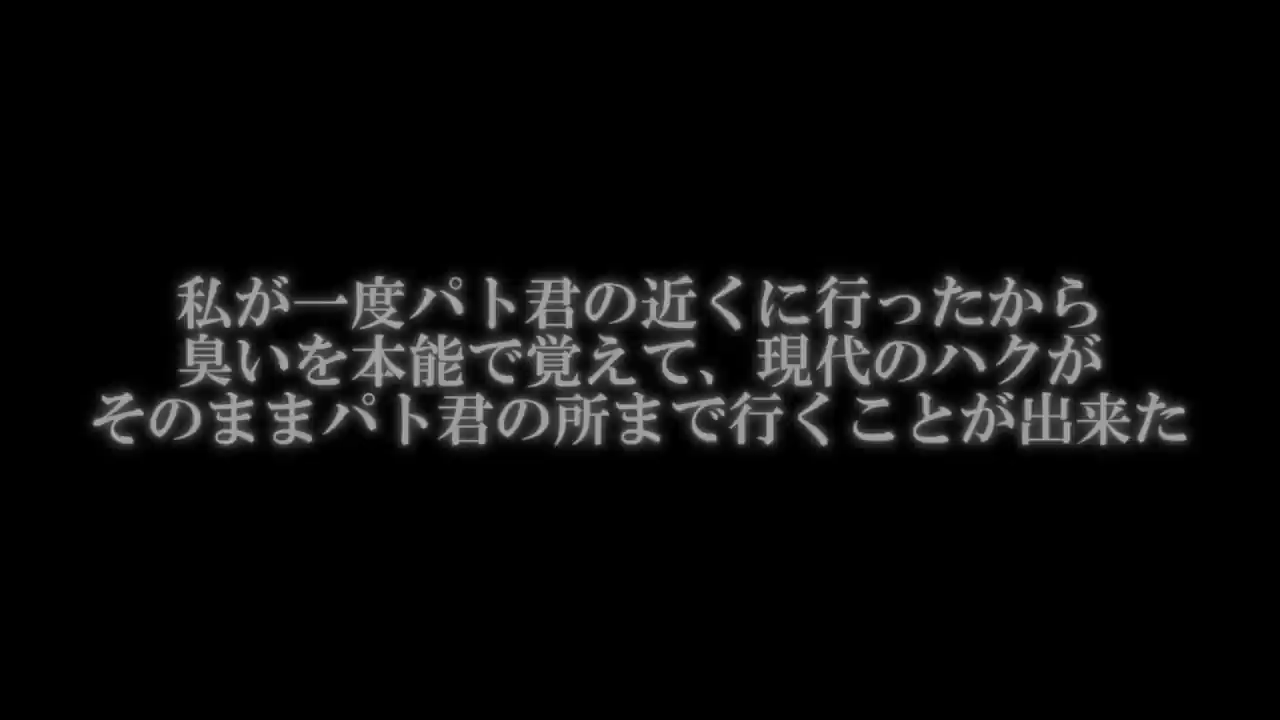 私が一度パト君の近くに行ったから
臭いを本能で覚えて、現代のハクが
そのままパト君の所まで行くことが出来た